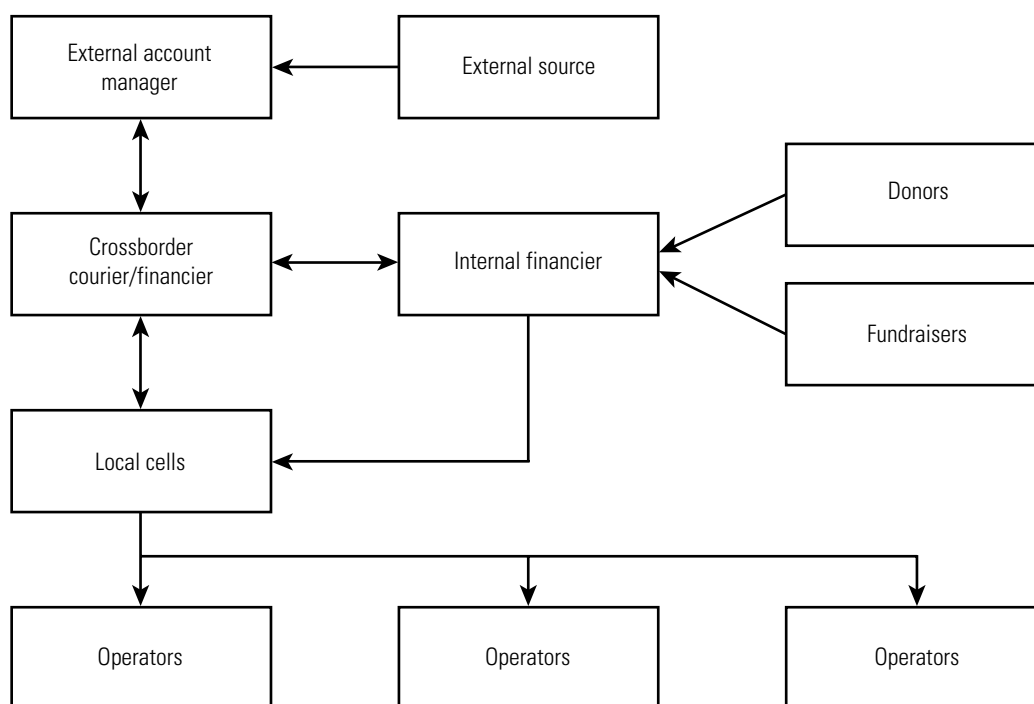 External account
manager
External source
Donors
Crossborder
courier/financier
Internal financier
Fundraisers
Local cells
Operators
Operators
Operators